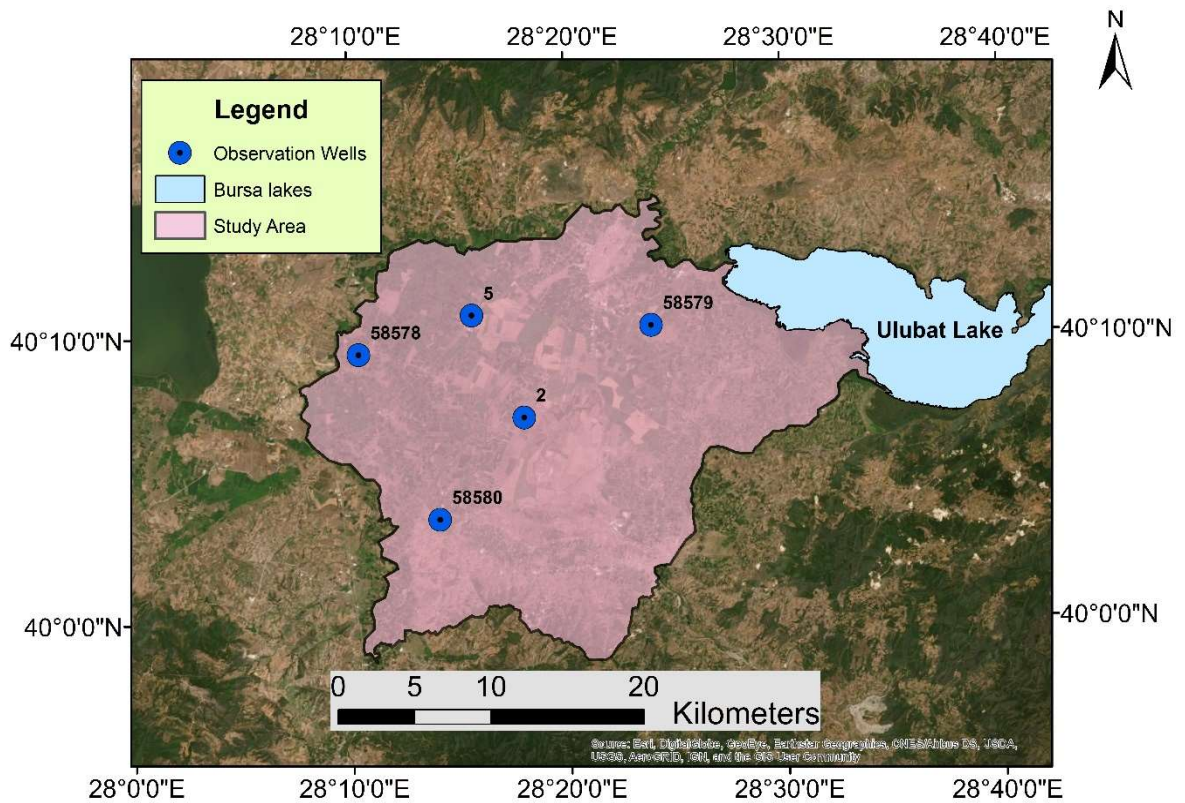 N
28°10'0"E 28°20'0"E 28°30'0"E 28°40'0"E
Legend
Observation Wells
Bursa lakes
Study Area
5
58579
58578
Ulubat Lake
40°10'0"N 40°10'0"N
2
58580
40°0'0"N 40°0'0"N
0 5 10 20
Kilometers
Source: Esri, DigitalGlobe, GeoEye, Earthstar Geographics, CNES/Airbus DS, USDA,
USGS, AeroGRID, IGN, and the GIS User Community
28°0'0"E 28°10'0"E 28°20'0"E 28°30'0"E 28°40'0"E